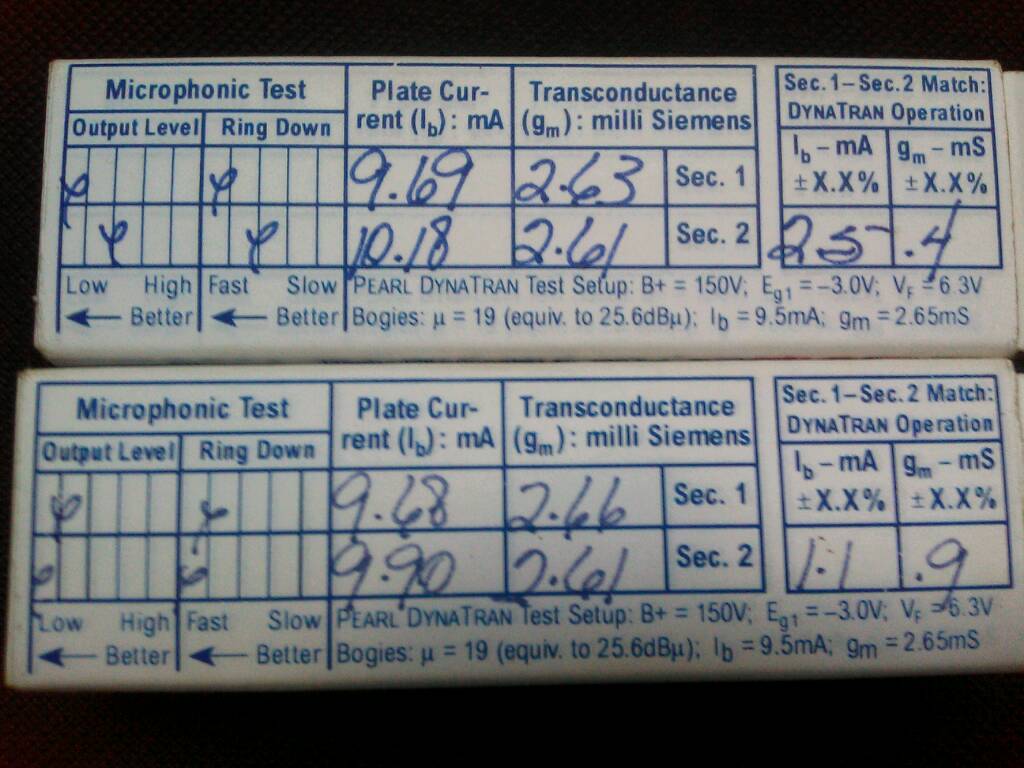 Microphonic Test Plate Cur- Transconductance Sec. 1–Sec. 2 Match:
Output Level Ring Down rent (Ib): mA (gm): milli Siemens DYNATRAN Operation
Ib – mA gm – mS
9.69 2.63 Sec. 1 ±X.X% ±X.X%
10.18 2.61 Sec. 2 2.5 .4
Low High Fast Slow PEARL DYNATRAN Test Setup: B+ = 150V; Eg1 = –3.0V; VF = 6.3V
Better Better Bogies: µ = 19 (equiv. to 25.6dBµ); Ib = 9.5mA; gm = 2.65mS
Microphonic Test Plate Cur- Transconductance Sec. 1–Sec. 2 Match:
Output Level Ring Down rent (Ib): mA (gm): milli Siemens DYNATRAN Operation
Ib – mA gm – mS
9.68 2.66 Sec. 1 ±X.X% ±X.X%
9.90 2.61 Sec. 2 1.1 .9
Low High Fast Slow PEARL DYNATRAN Test Setup: B+ = 150V; Eg1 = –3.0V; VF = 6.3V
Better Better Bogies: µ = 19 (equiv. to 25.6dBµ); Ib = 9.5mA; gm = 2.65mS